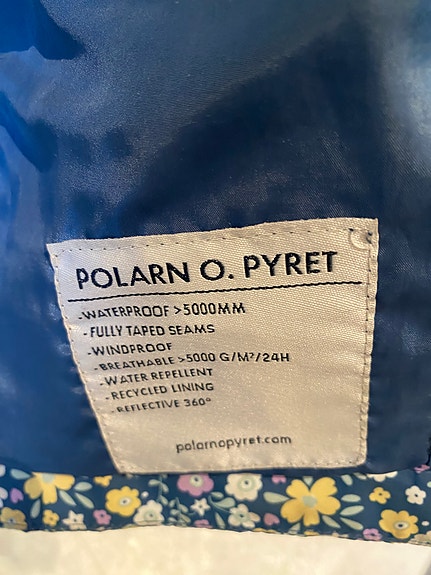 POLARN O. PYRET
-WATERPROOF >5000MM
-FULLY TAPED SEAMS
-WINDPROOF
-BREATHABLE >5000 G/M²/24H
-WATER REPELLENT
-RECYCLED LINING
-REFLECTIVE 360°
polarnopyret.com